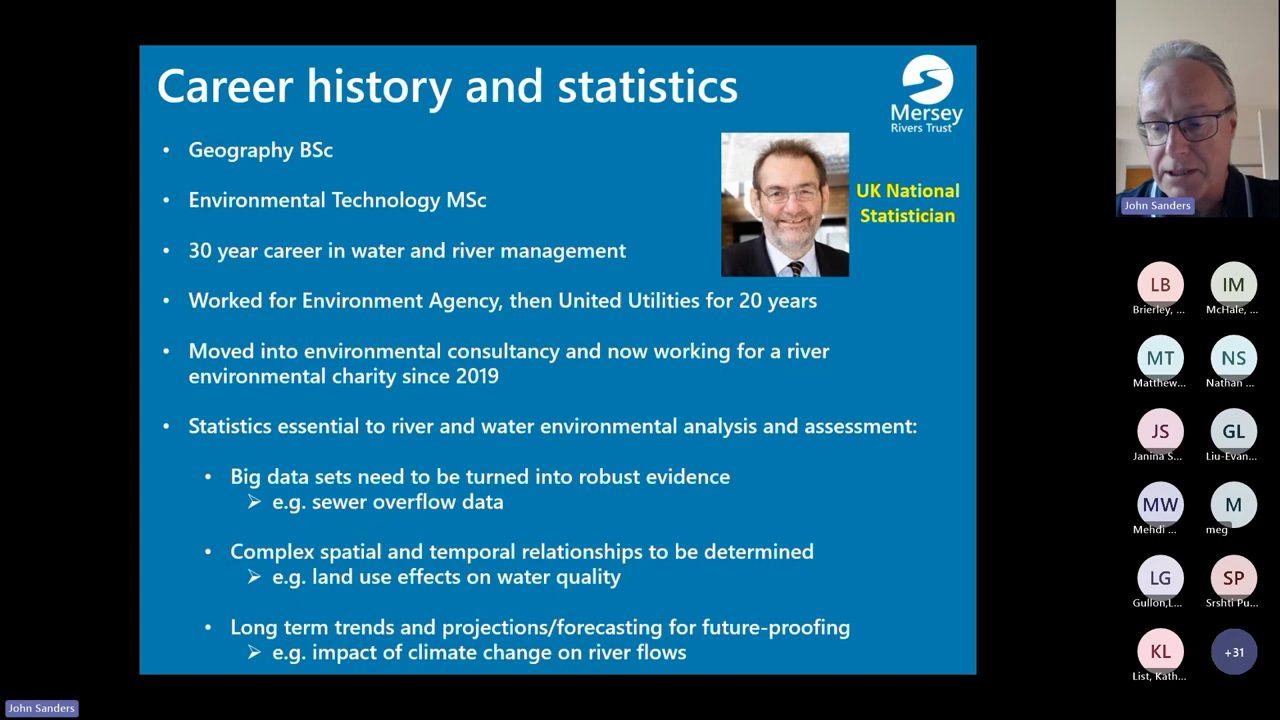 Career history and statistics
Mersey
Rivers Trust
• Geography BSc
UK National
Statistician
• Environmental Technology MSc
• 30 year career in water and river management
• Worked for Environment Agency, then United Utilities for 20 years
• Moved into environmental consultancy and now working for a river
environmental charity since 2019
• Statistics essential to river and water environmental analysis and assessment:
• Big data sets need to be turned into robust evidence
➢ e.g. sewer overflow data
• Complex spatial and temporal relationships to be determined
➢ e.g. land use effects on water quality
• Long term trends and projections/forecasting for future-proofing
➢ e.g. impact of climate change on river flows
John Sanders
LB
Brierley, ...
IM
McHale, ...
MT
Matthew...
NS
Nathan ...
JS
Janina S...
GL
Liu-Evan...
MW
Mehdi ...
M
meg
LG
Gullon,L...
SP
Srshti Pu...
KL
List, Kath...
+31
John Sanders